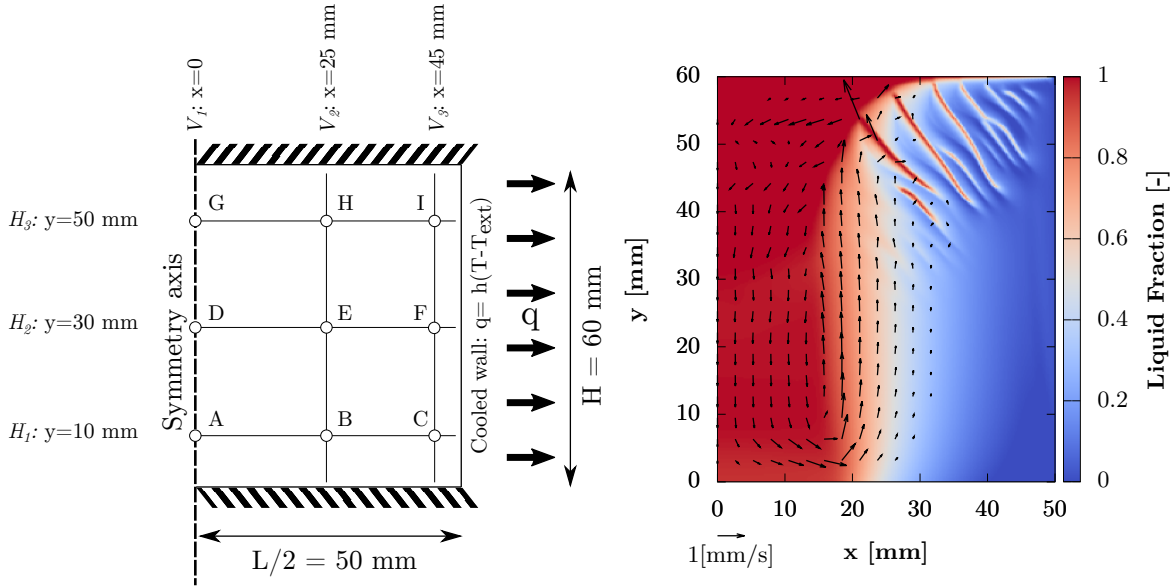 V1: x=0
V2: x=25 mm
V3: x=45 mm
H3: y=50 mm
H2: y=30 mm
H1: y=10 mm
Symmetry axis
G
H
I
D
E
F
A
B
C
Cooled wall: q= h(T-Text)
q
H = 60 mm
L/2 = 50 mm
60
50
40
30
20
10
0
y [mm]
0
10
20
30
40
50
x [mm]
1[mm/s]
1
0.8
0.6
0.4
0.2
0
Liquid Fraction [-]